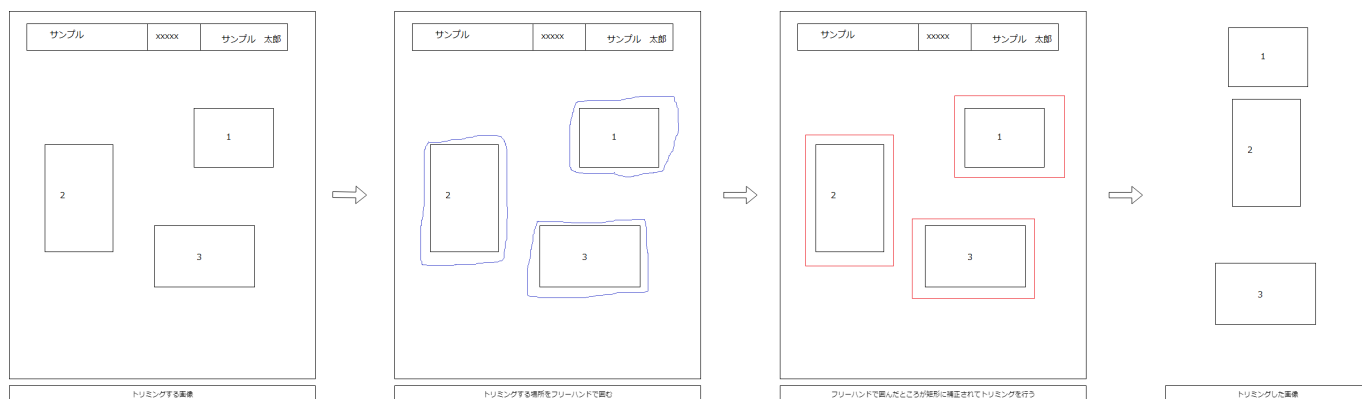 サンプル xxxxx サンプル 太郎
1
2
3
トリミングする画像
サンプル xxxxx サンプル 太郎
1
2
3
トリミングする場所をフリーハンドで囲む
サンプル xxxxx サンプル 太郎
1
2
3
フリーハンドで囲んだところが矩形に補正されてトリミングを行う
1
2
3
トリミングした画像